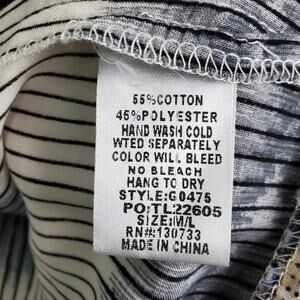 55%COTTON
45%POLYESTER
HAND WASH COLD
WTED SEPARATELY
COLOR WILL BLEED
NO BLEACH
HANG TO DRY
STYLE:G0475
PO:TL22605
SIZE:M/L
RN#130733
MADE IN CHINA